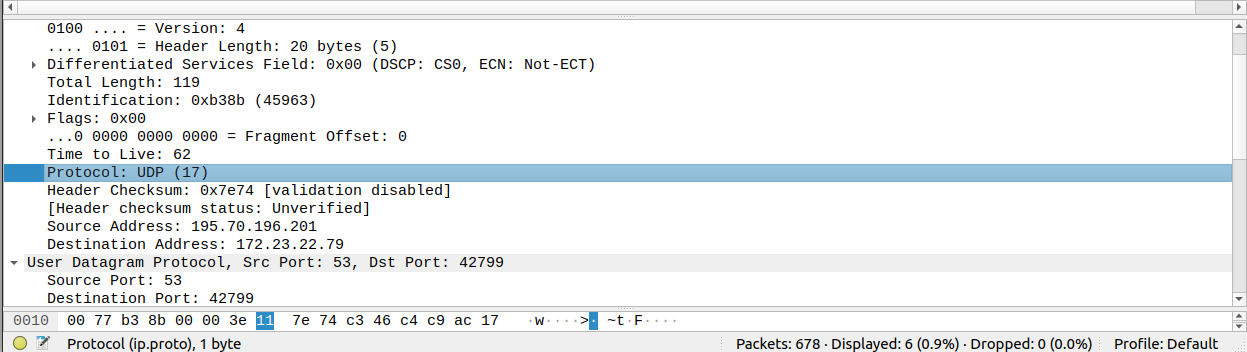 0100 .... = Version: 4
.... 0101 = Header Length: 20 bytes (5)
Differentiated Services Field: 0x00 (DSCP: CS0, ECN: Not-ECT)
Total Length: 119
Identification: 0xb38b (45963)
Flags: 0x00
...0 0000 0000 0000 = Fragment Offset: 0
Time to Live: 62
Protocol: UDP (17)
Header Checksum: 0x7e74 [validation disabled]
[Header checksum status: Unverified]
Source Address: 195.70.196.201
Destination Address: 172.23.22.79
User Datagram Protocol, Src Port: 53, Dst Port: 42799
Source Port: 53
Destination Port: 42799
0010 00 77 b3 8b 00 00 3e 11 7e 74 c3 46 c4 c9 ac 17 ·w····>· ~t·F····
Protocol (ip.proto), 1 byte Packets: 678 · Displayed: 6 (0.9%) · Dropped: 0 (0.0%) Profile: Default